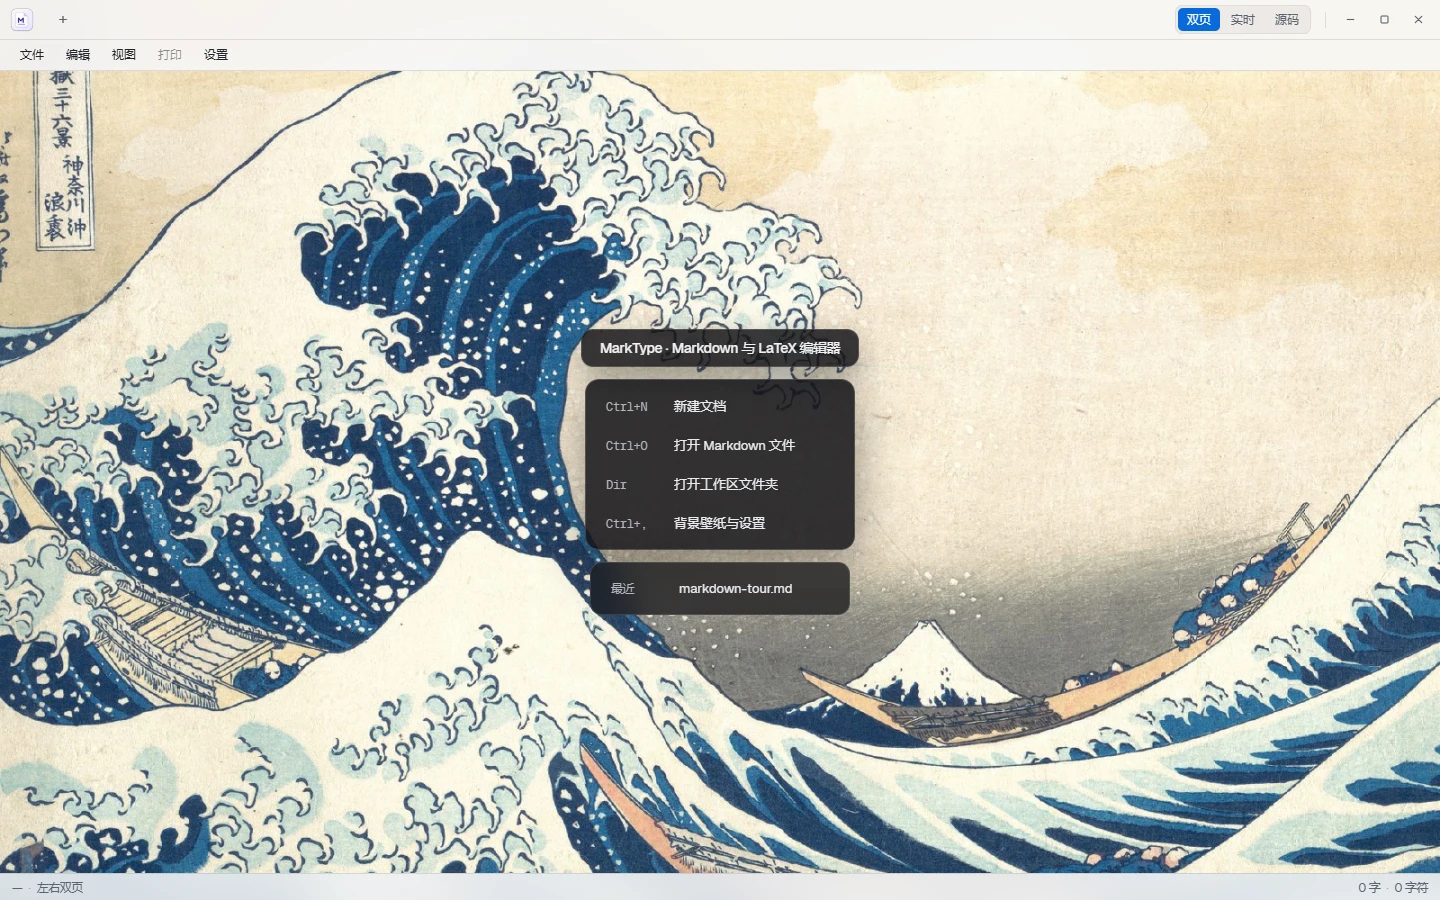 M
+
双页 实时 源码
文件 编辑 视图 打印 设置
嶽三十六景
神奈川沖
浪裏
MarkType · Markdown 与 LaTeX 编辑器
Ctrl+N 新建文档
Ctrl+O 打开 Markdown 文件
Dir 打开工作区文件夹
Ctrl+, 背景壁纸与设置
最近 markdown-tour.md
— · 左右双页
0 字 · 0 字符